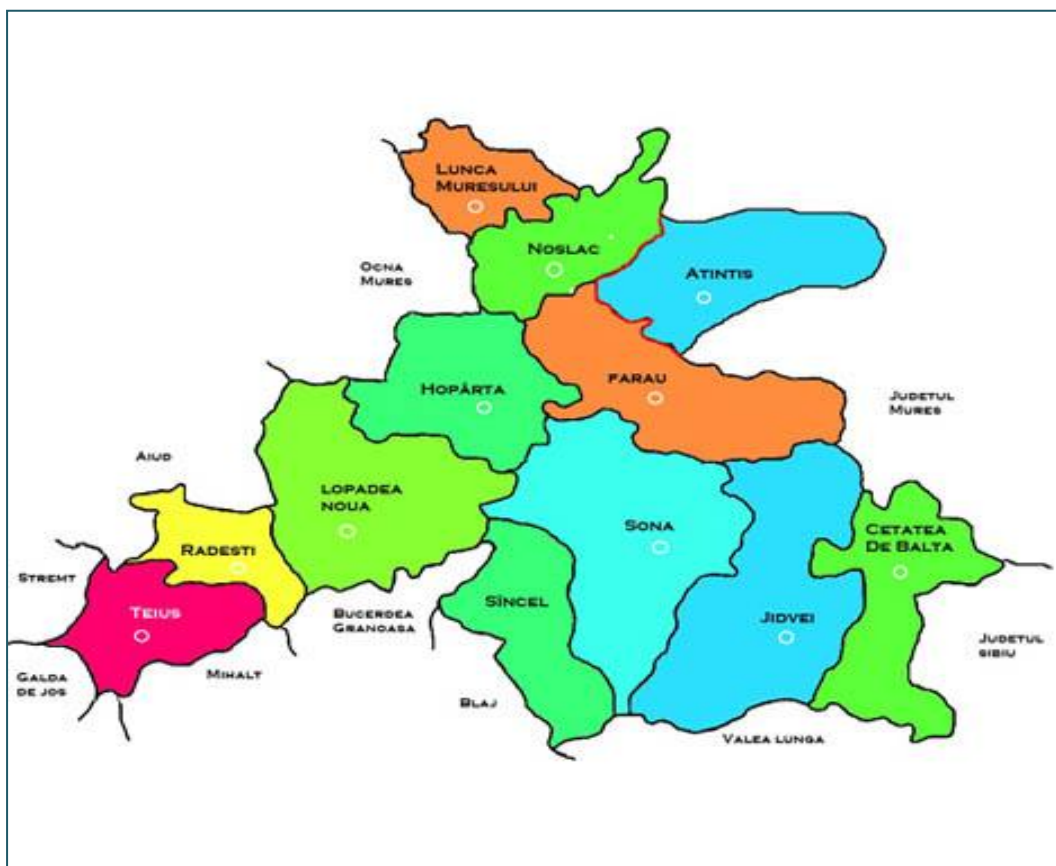 LUNCA
MURESULUI
NOSLAC
OCNA
MURES
ATINTIS
HOPÂRTA
FARAU
JUDETUL
MURES
AIUD
LOPADEA
NOUA
SONA
CETATEA
DE BALTA
RADESTI
STREMT
TEIUS
BUCERDEA
GRANOASA
SÎNCEL
JIDVEI
JUDETUL
SIBIU
GALDA
DE JOS
MIHALT
BLAJ
VALEA LUNGA